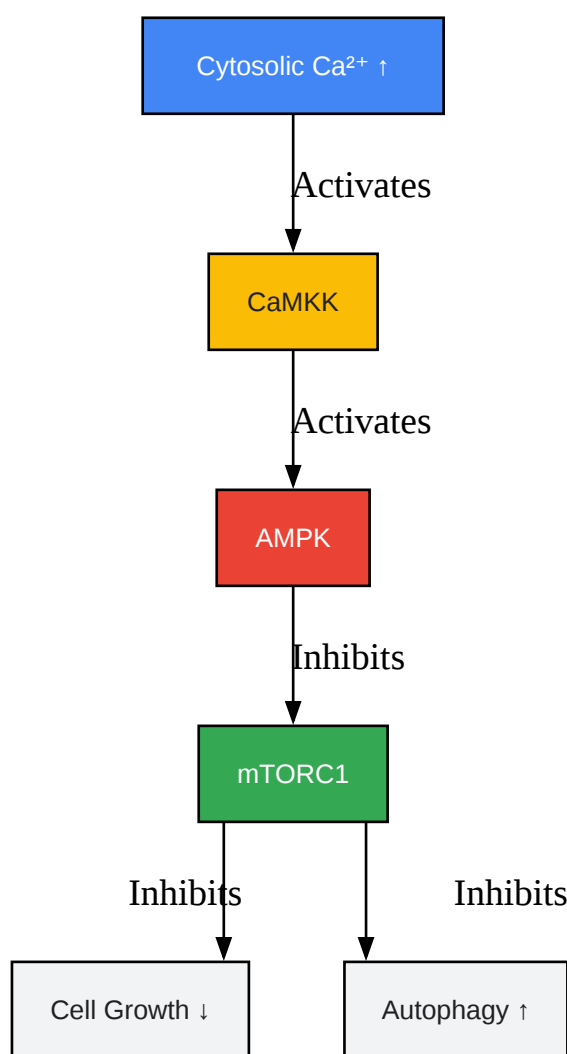 Cytosolic Ca²⁺ ↑
Activates
CaMKK
Activates
AMPK
Inhibits
mTORC1
Inhibits
Inhibits
Cell Growth ↓
Autophagy ↑